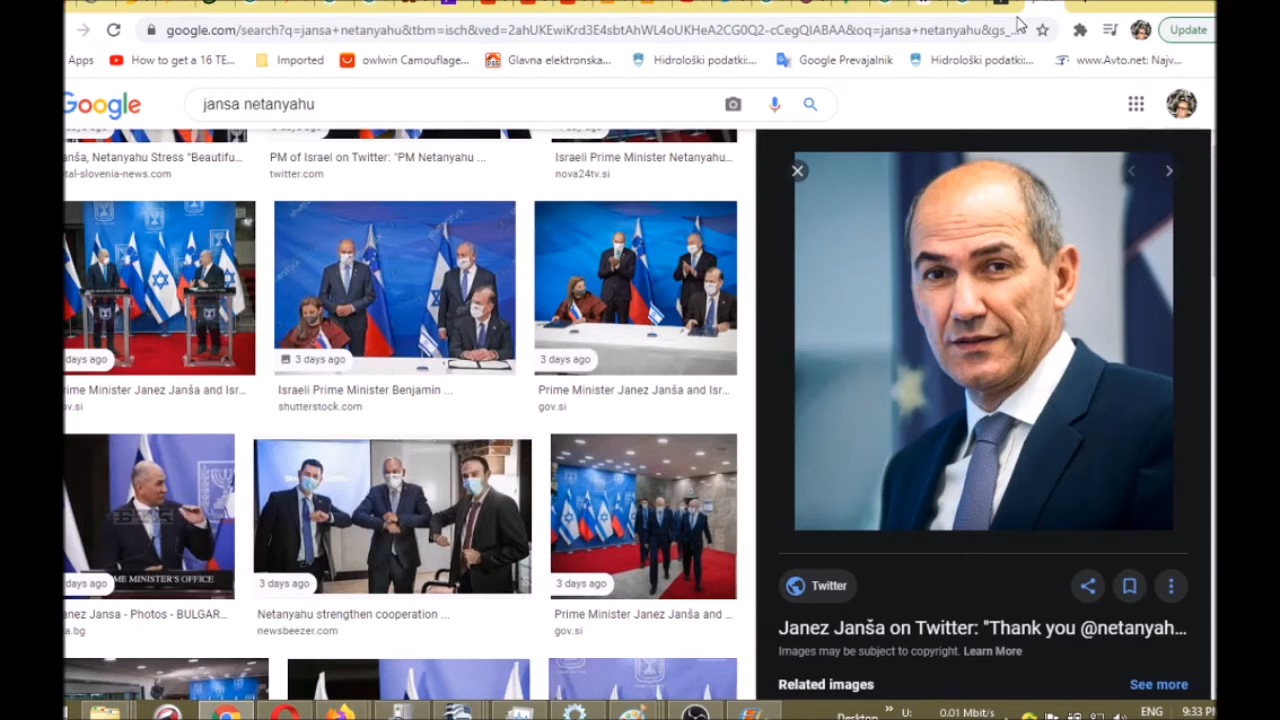 google.com/search?q=jansa+netanyahu&tbm=isch&ved=2ahUKEwiKrd3E4sbtAhWL4oUKHeA2CG0Q2-cCegQIABAA&oq=jansa+netanyahu&gs_...
Update
Apps
How to get a 16 TE...
Imported
owlwin Camouflage...
Glavna elektronska...
Hidrološki podatki:...
Google Prevajalnik
Hidrološki podatki:...
www.Avto.net: Najv...
Google
jansa netanyahu
anša, Netanyahu Stress "Beautifu...
tal-slovenia-news.com
PM of Israel on Twitter: "PM Netanyahu ...
twitter.com
Israeli Prime Minister Netanyahu...
nova24tv.si
days ago
3 days ago
3 days ago
rime Minister Janez Janša and Isr...
ov.si
Israeli Prime Minister Benjamin ...
shutterstock.com
Prime Minister Janez Janša and Isr...
gov.si
ME MINISTER'S OFFICE
days ago
3 days ago
3 days ago
anez Jansa - Photos - BULGAR...
a.bg
Netanyahu strengthen cooperation ...
newsbeezer.com
Prime Minister Janez Janša and ...
gov.si
Twitter
Janez Janša on Twitter: "Thank you @netanyah...
Images may be subject to copyright. Learn More
Related images
See more
Desktop
U:
0.01 Mbit/s
ENG
9:33 P